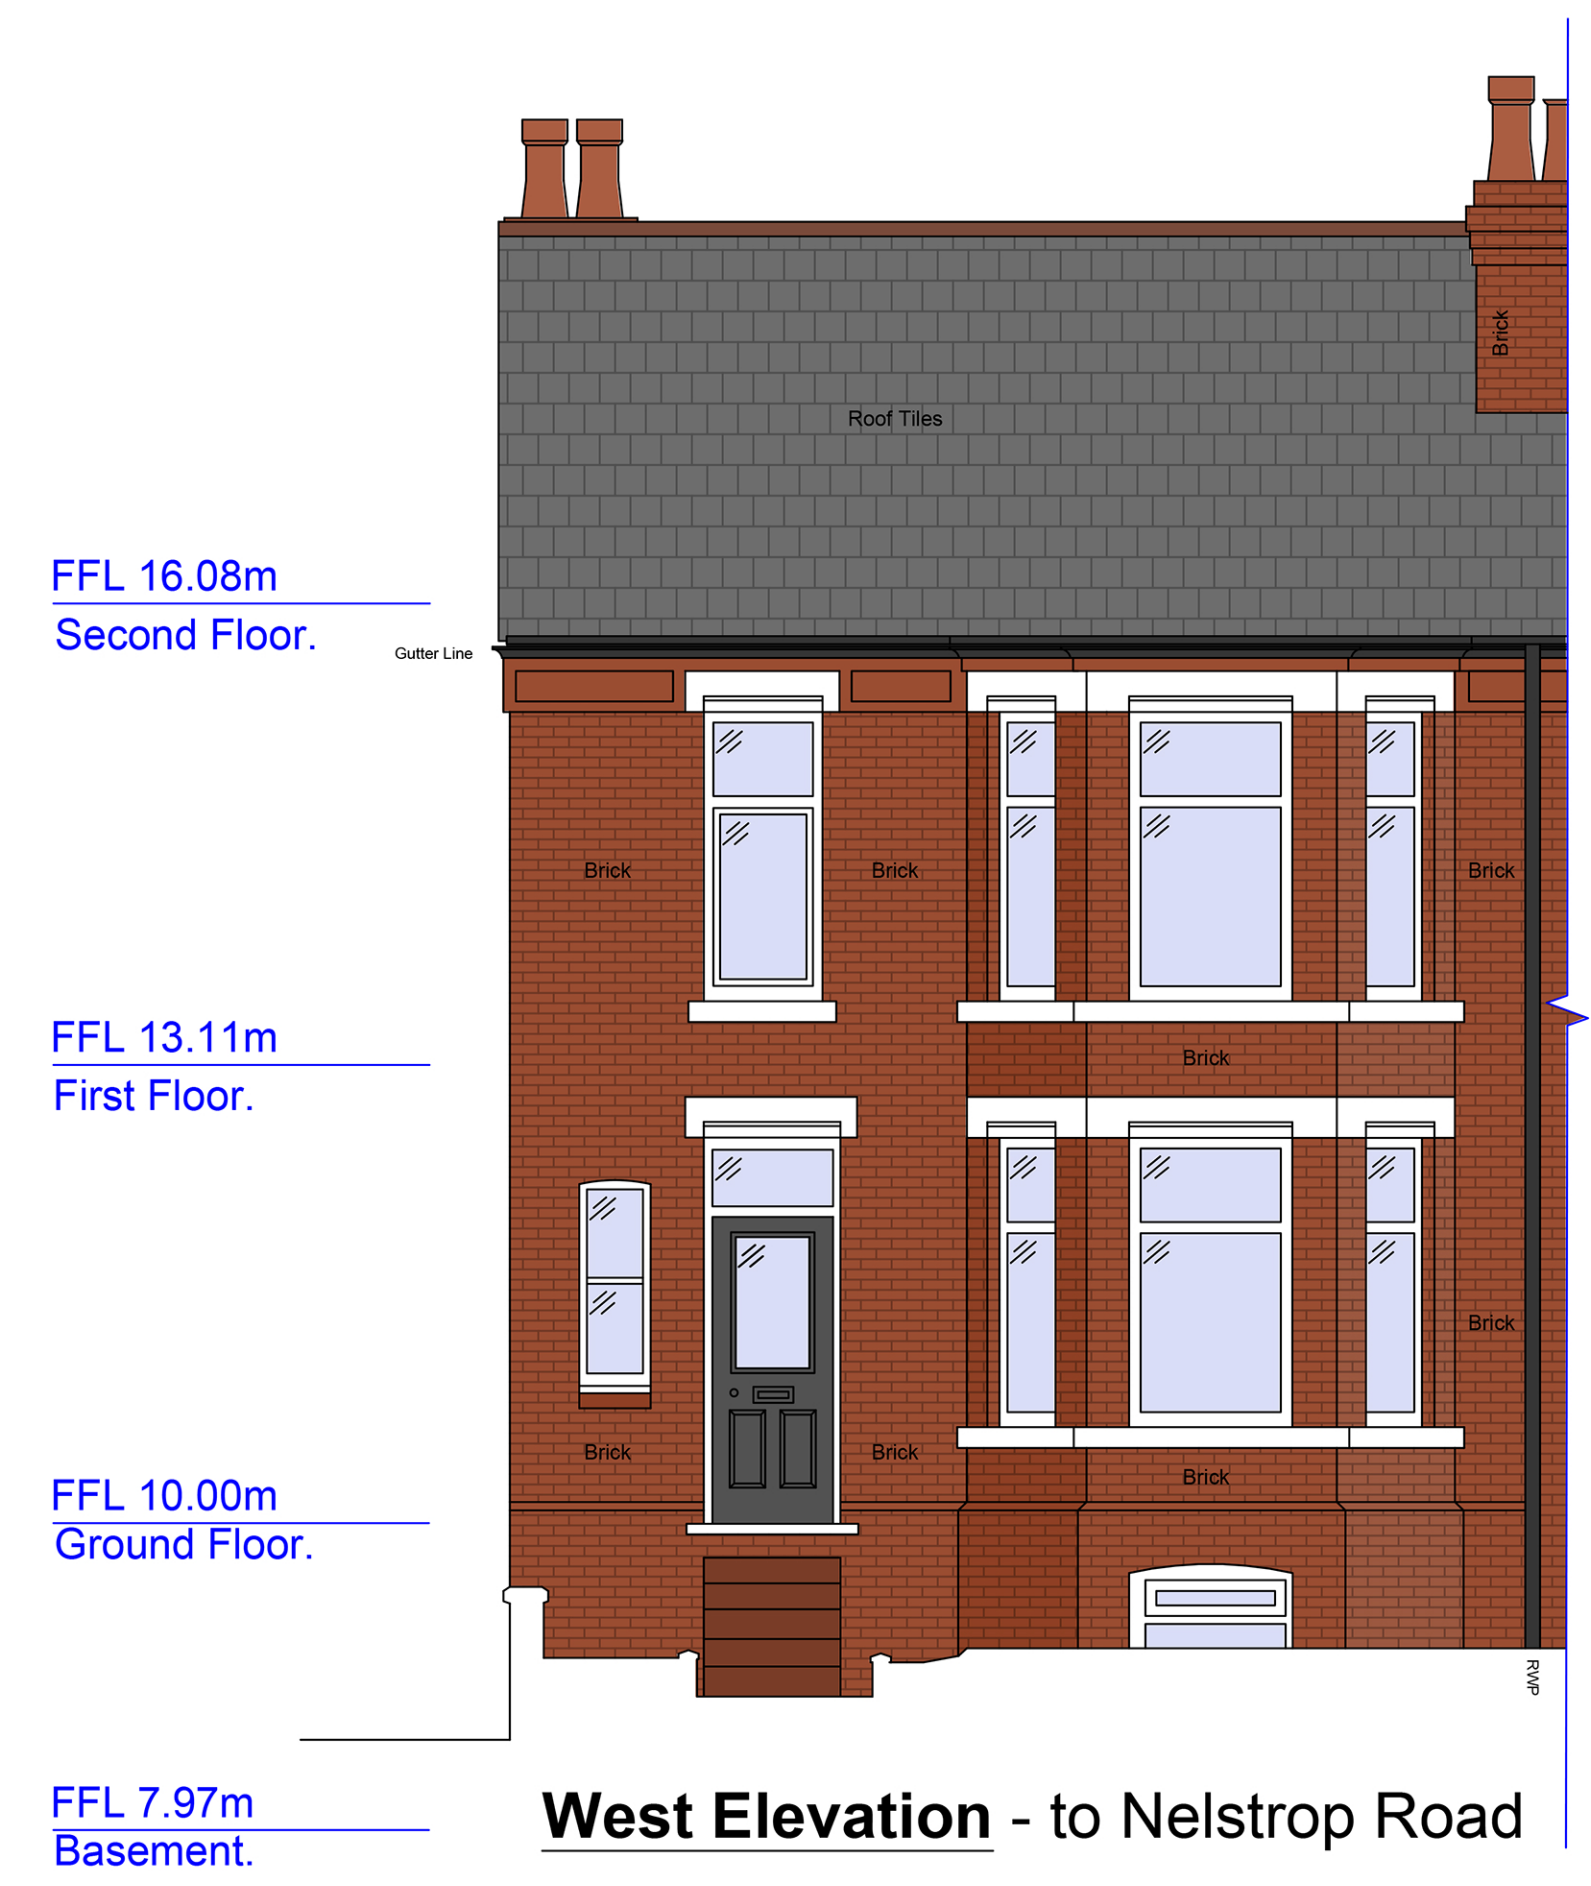 Brick
Roof Tiles
FFL 16.08m
Second Floor.
Gutter Line
Brick
Brick
Brick
FFL 13.11m
First Floor.
Brick
Brick
Brick
Brick
Brick
FFL 10.00m
Ground Floor.
RWP
FFL 7.97m
Basement.
West Elevation - to Nelstrop Road